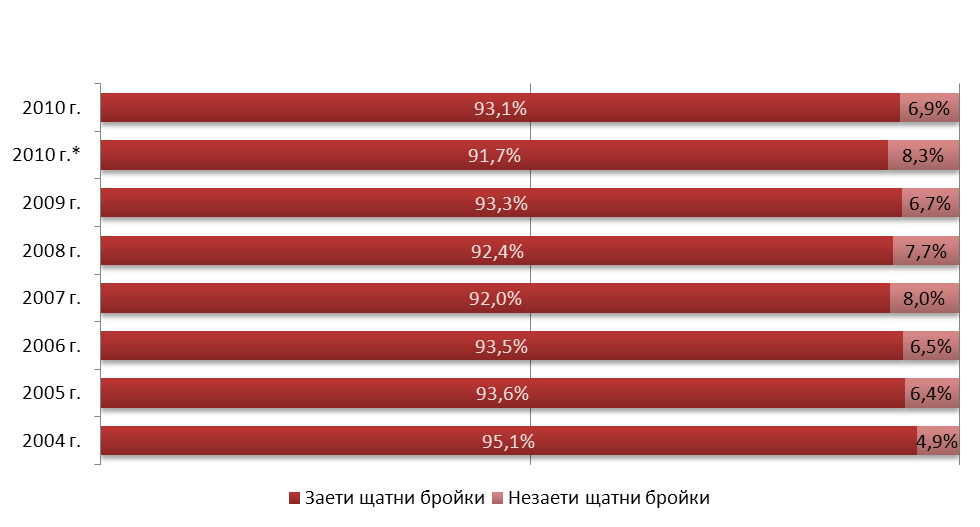 2010 г. 93,1% 6,9%
2010 г.* 91,7% 8,3%
2009 г. 93,3% 6,7%
2008 г. 92,4% 7,7%
2007 г. 92,0% 8,0%
2006 г. 93,5% 6,5%
2005 г. 93,6% 6,4%
2004 г. 95,1% 4,9%
Заети щатни бройки Незаети щатни бройки